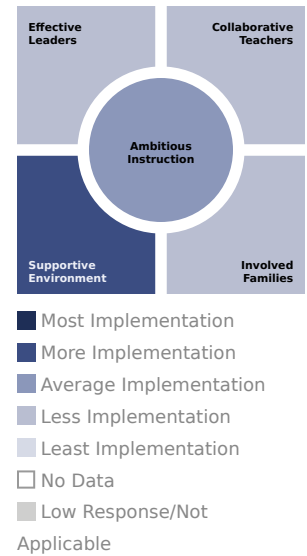 Effective
Leaders
Collaborative
Teachers
Ambitious
Instruction
Supportive
Environment
Involved
Families
Most Implementation
More Implementation
Average Implementation
Less Implementation
Least Implementation
No Data
Low Response/Not
Applicable